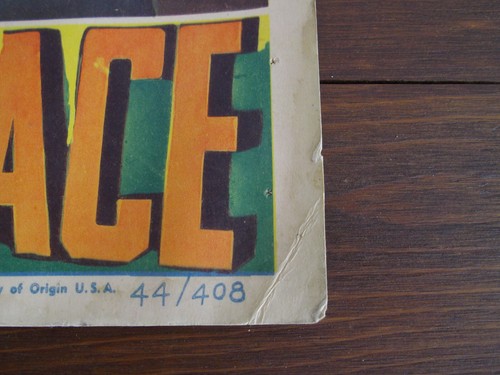 ACE
y of Origin U.S.A. 44/408